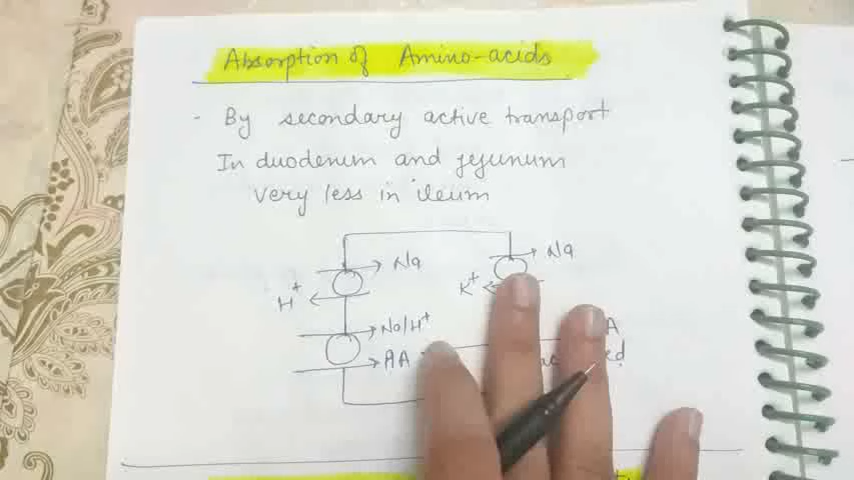 Absorption of Amino-acids
- By secondary active transport
In duodenum and jejunum
very less in ileum
Na
Na
H+
K+
Na/H+
AA